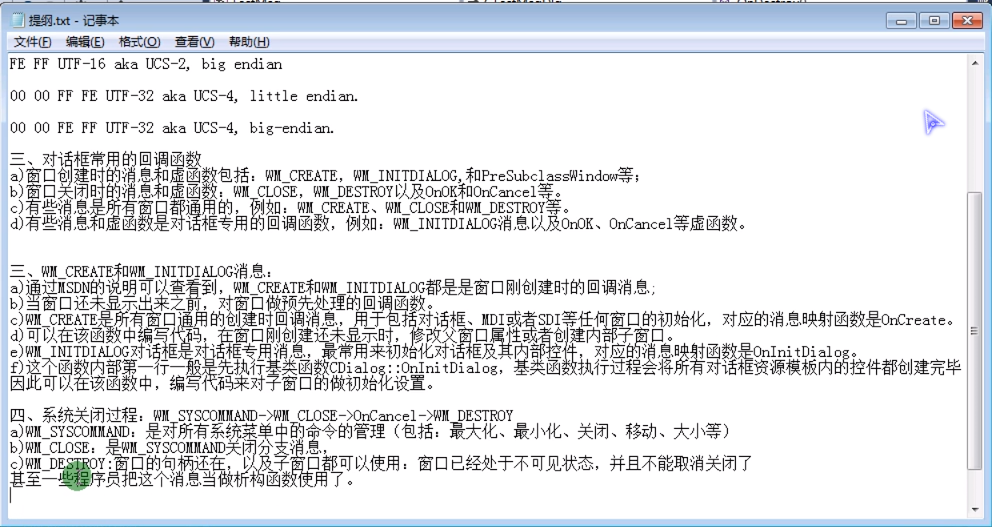 提纲.txt - 记事本
文件(F) 编辑(E) 格式(O) 查看(V) 帮助(H)
FE FF UTF-16 aka UCS-2, big endian
00 00 FF FE UTF-32 aka UCS-4, little endian.
00 00 FE FF UTF-32 aka UCS-4, big-endian.
三、对话框常用的回调函数
a)窗口创建时的消息和虚函数包括：WM_CREATE，WM_INITDIALOG,和PreSubclassWindow等；
b)窗口关闭时的消息和虚函数：WM_CLOSE，WM_DESTROY以及OnOK和OnCancel等。
c)有些消息是所有窗口都通用的，例如：WM_CREATE、WM_CLOSE和WM_DESTROY等。
d)有些消息和虚函数是对话框专用的回调函数，例如：WM_INITDIALOG消息以及OnOK、OnCancel等虚函数。
三、WM_CREATE和WM_INITDIALOG消息：
a)通过MSDN的说明可以查看到，WM_CREATE和WM_INITDIALOG都是是窗口刚创建时的回调消息;
b)当窗口还未显示出来之前，对窗口做预先处理的回调函数。
c)WM_CREATE是所有窗口通用的创建时回调消息，用于包括对话框、MDI或者SDI等任何窗口的初始化，对应的消息映射函数是OnCreate。
d)可以在该函数中编写代码，在窗口刚创建还未显示时，修改父窗口属性或者创建内部子窗口。
e)WM_INITDIALOG对话框是对话框专用消息，最常用来初始化对话框及其内部控件，对应的消息映射函数是OnInitDialog。
f)这个函数内部第一行一般是先执行基类函数CDialog::OnInitDialog，基类函数执行过程会将所有对话框资源模板内的控件都创建完毕
因此可以在该函数中，编写代码来对子窗口的做初始化设置。
四、系统关闭过程：WM_SYSCOMMAND->WM_CLOSE->OnCancel->WM_DESTROY
a)WM_SYSCOMMAND：是对所有系统菜单中的命令的管理（包括：最大化、最小化、关闭、移动、大小等）
b)WM_CLOSE：是WM_SYSCOMMAND关闭分支消息，
c)WM_DESTROY:窗口的句柄还在，以及子窗口都可以使用：窗口已经处于不可见状态，并且不能取消关闭了
甚至一些程序员把这个消息当做析构函数使用了。